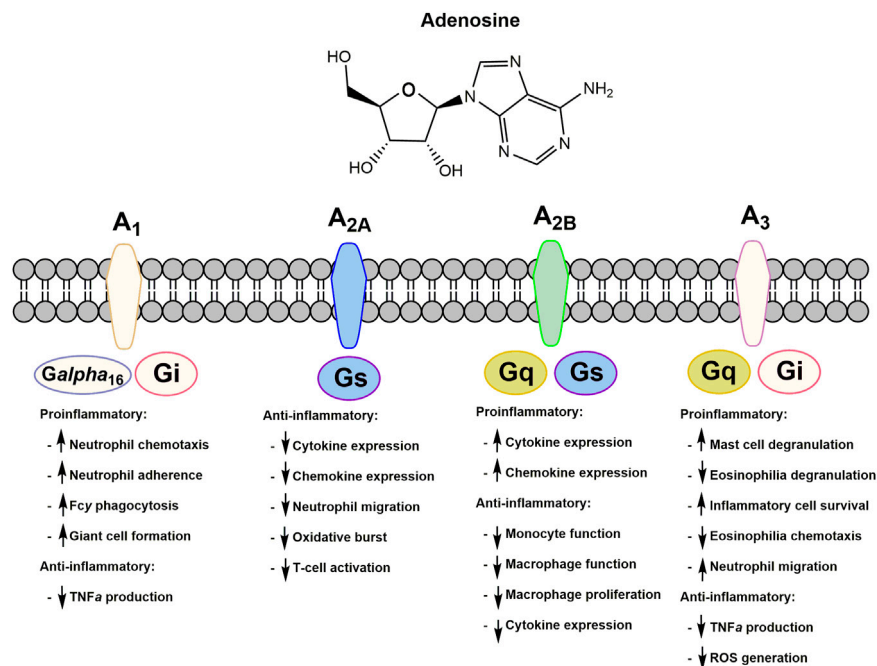 Adenosine
HO
O
N
N
NH₂
N
N
N
HO
OH
A₁
A₂A
A₂B
A₃
Galpha₁₆
Gi
Gs
Gq
Gs
Gq
Gi
Proinflammatory:
- ↑ Neutrophil chemotaxis
- ↑ Neutrophil adherence
- ↑ Fcy phagocytosis
- ↑ Giant cell formation
Anti-inflammatory:
- ↓ TNFa production
Anti-inflammatory:
- ↓ Cytokine expression
- ↓ Chemokine expression
- ↓ Neutrophil migration
- ↓ Oxidative burst
- ↓ T-cell activation
Proinflammatory:
- ↑ Cytokine expression
- ↑ Chemokine expression
Anti-inflammatory:
- ↓ Monocyte function
- ↓ Macrophage function
- ↓ Macrophage proliferation
- ↓ Cytokine expression
Proinflammatory:
- ↑ Mast cell degranulation
- ↓ Eosinophilia degranulation
- ↑ Inflammatory cell survival
- ↓ Eosinophilia chemotaxis
- ↑ Neutrophil migration
Anti-inflammatory:
- ↓ TNFa production
- ↓ ROS generation